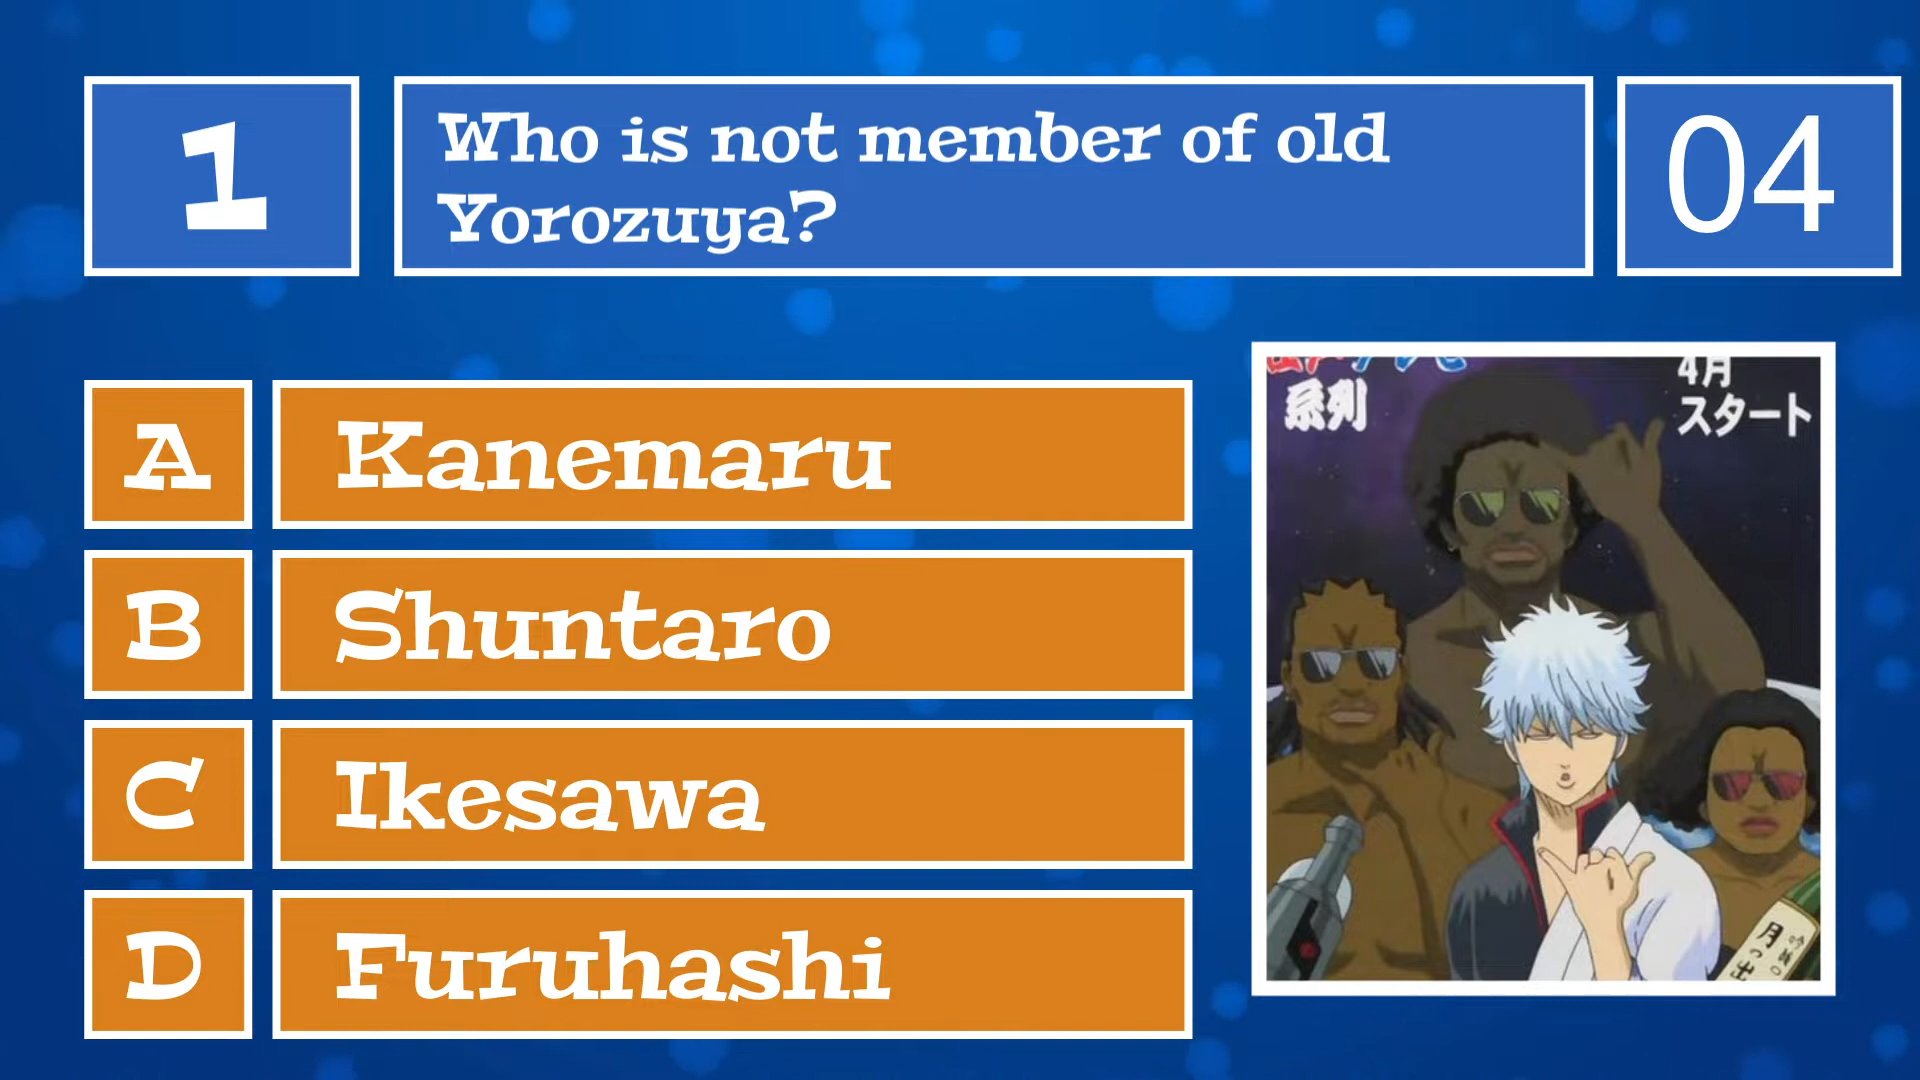 1
Who is not member of old
Yorozuya?
04
A
Kanemaru
B
Shuntaro
C
Ikesawa
D
Furuhashi
系列
4月
スタート